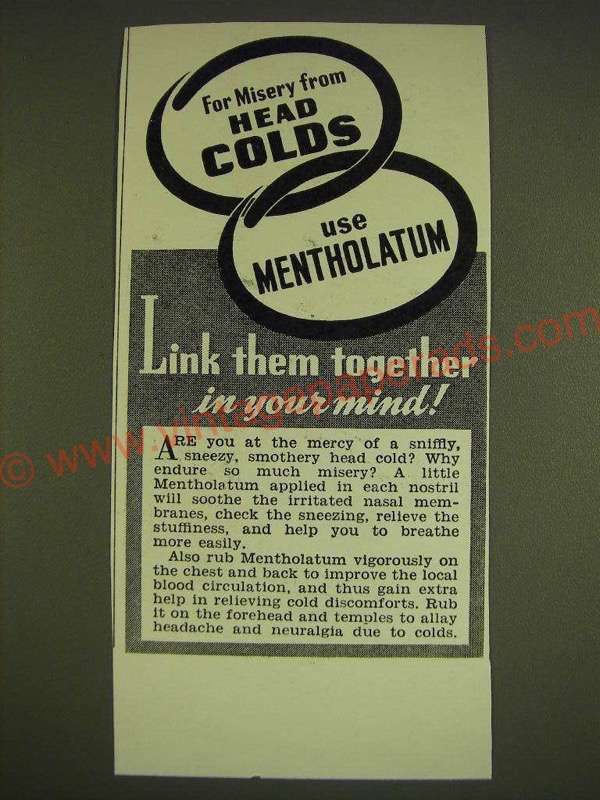 For Misery from
HEAD
COLDS
use
MENTHOLATUM
Link them together
in your mind!
© www.vintagepaperads.com
ARE you at the mercy of a sniffly,
sneezy, smothery head cold? Why
endure so much misery? A little
Mentholatum applied in each nostril
will soothe the irritated nasal mem-
branes, check the sneezing, relieve the
stuffiness, and help you to breathe
more easily.
Also rub Mentholatum vigorously on
the chest and back to improve the local
blood circulation, and thus gain extra
help in relieving cold discomforts. Rub
it on the forehead and temples to allay
headache and neuralgia due to colds.